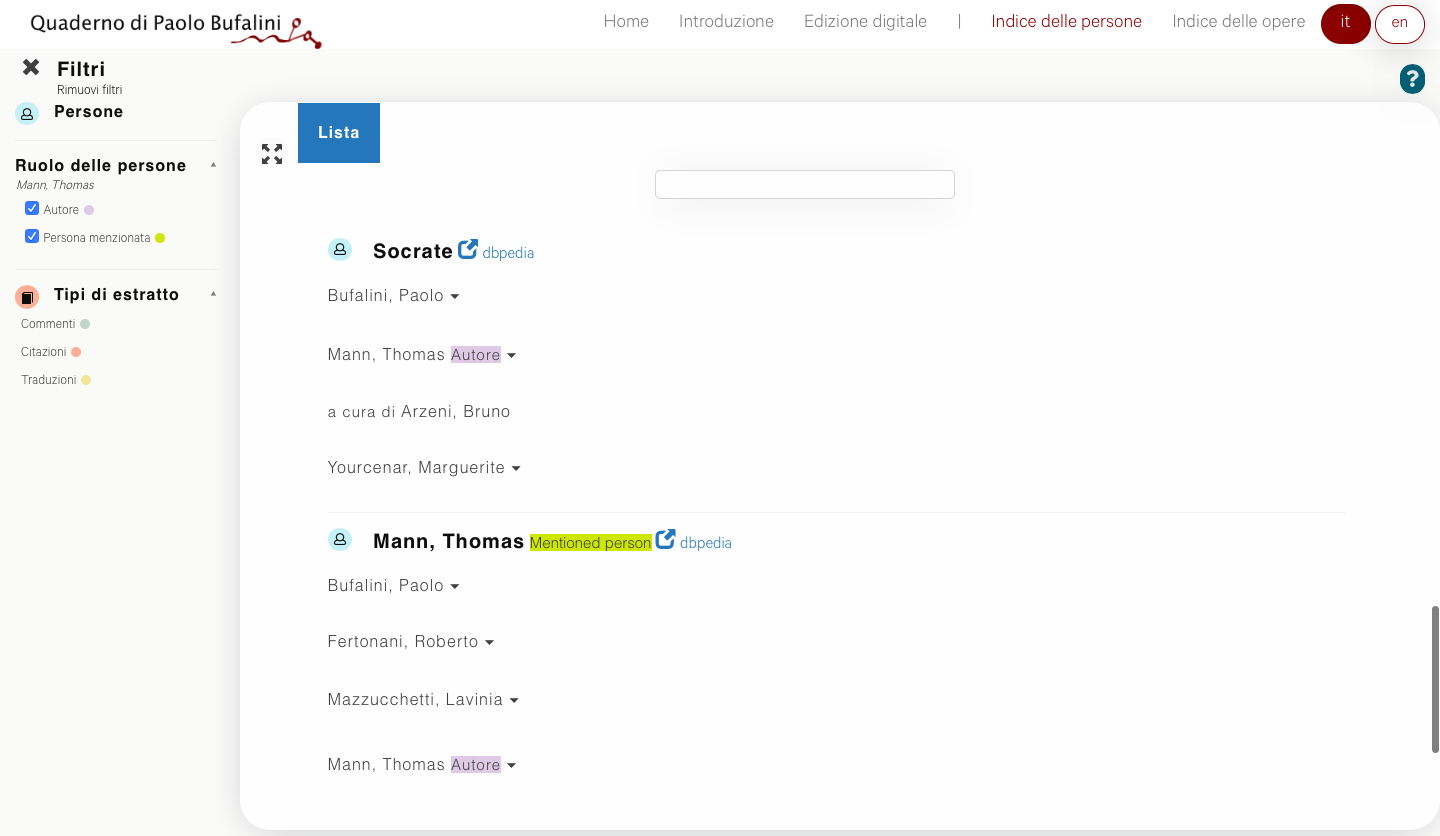 Quaderno di Paolo Bufalini
Home Introduzione Edizione digitale | Indice delle persone Indice delle opere it en
Filtri
Rimuovi filtri
Persone
Ruolo delle persone
Mann, Thomas
Autore
Persona menzionata
Tipi di estratto
Commenti
Citazioni
Traduzioni
?
Lista
Socrate dbpedia
Bufalini, Paolo
Mann, Thomas Autore
a cura di Arzeni, Bruno
Yourcenar, Marguerite
Mann, Thomas Mentioned person dbpedia
Bufalini, Paolo
Fertonani, Roberto
Mazzucchetti, Lavinia
Mann, Thomas Autore